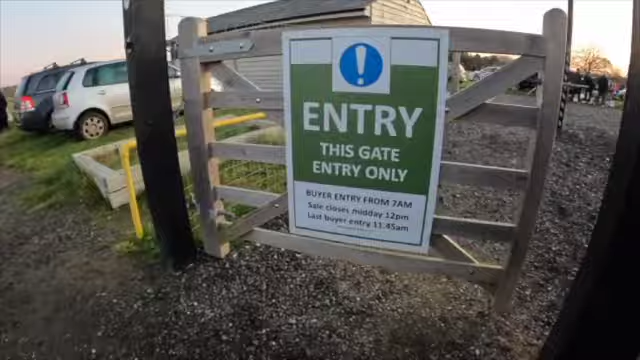 ENTRY
THIS GATE
ENTRY ONLY
BUYER ENTRY FROM 7AM
Sale closes midday 12pm
Last buyer entry 11:45am